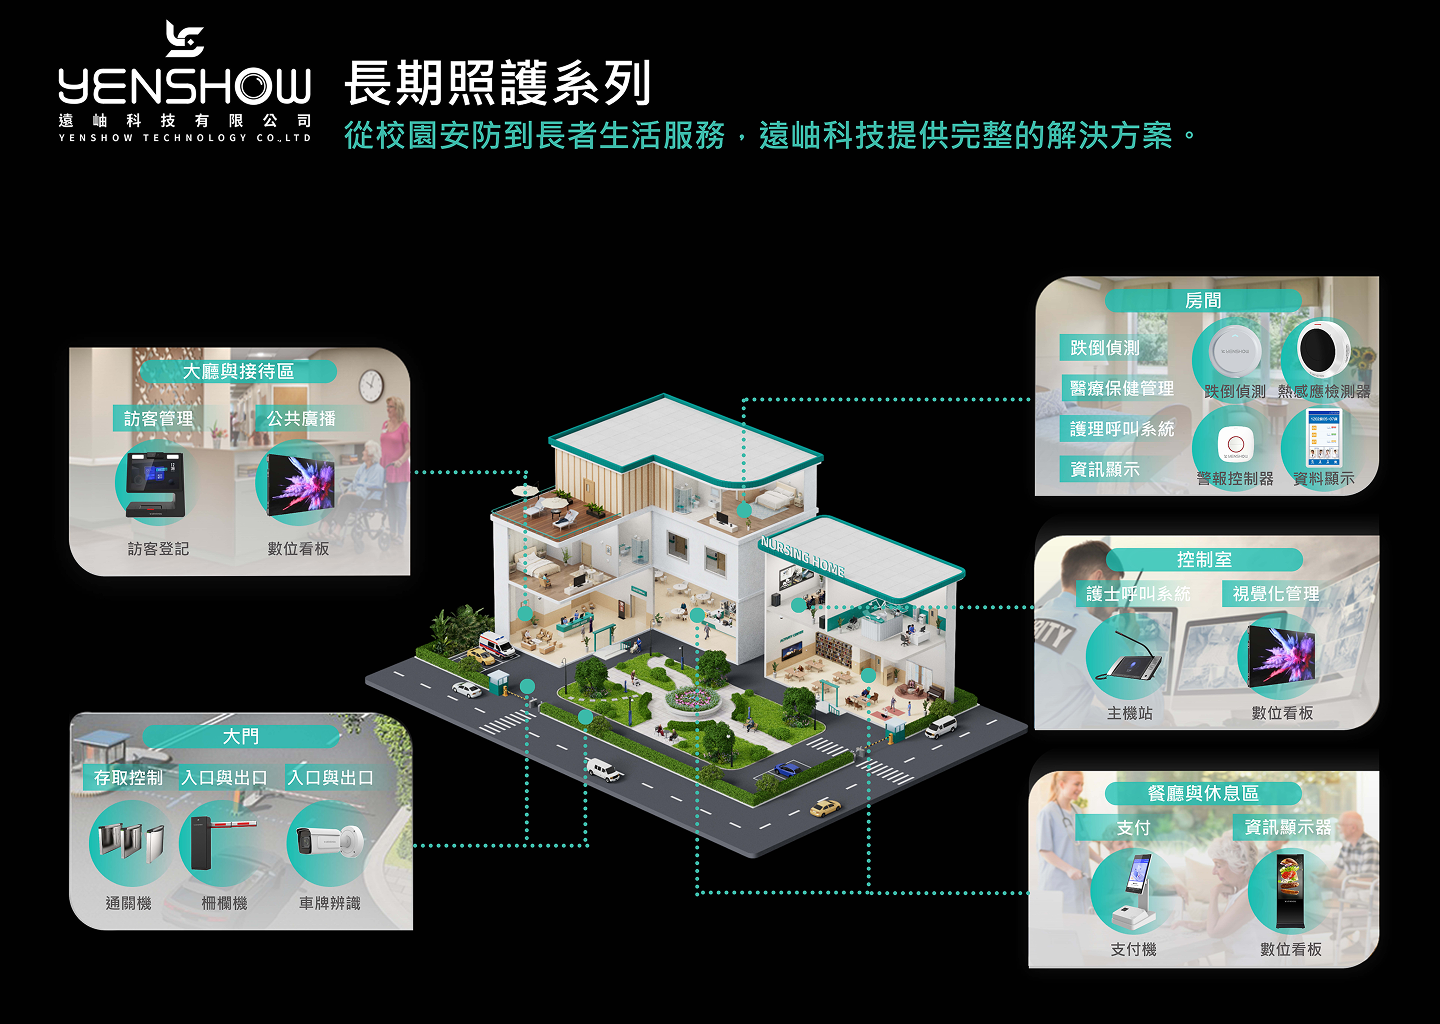 YENSHOW
遠岫科技有限公司
YENSHOW TECHNOLOGY CO.,LTD
長期照護系列
從校園安防到長者生活服務，遠岫科技提供完整的解決方案。
大廳與接待區
訪客管理
公共廣播
訪客登記
數位看板
大門
存取控制
入口與出口
入口與出口
通關機
柵欄機
車牌辨識
NURSING HOME
ACTIVITY CENTER
房間
跌倒偵測
醫療保健管理
護理呼叫系統
資訊顯示
YENSHOW
跌倒偵測
熱感應檢測器
YENSHOW
警報控制器
資料顯示
控制室
護士呼叫系統
視覺化管理
主機站
數位看板
餐廳與休息區
支付
資訊顯示器
支付機
數位看板